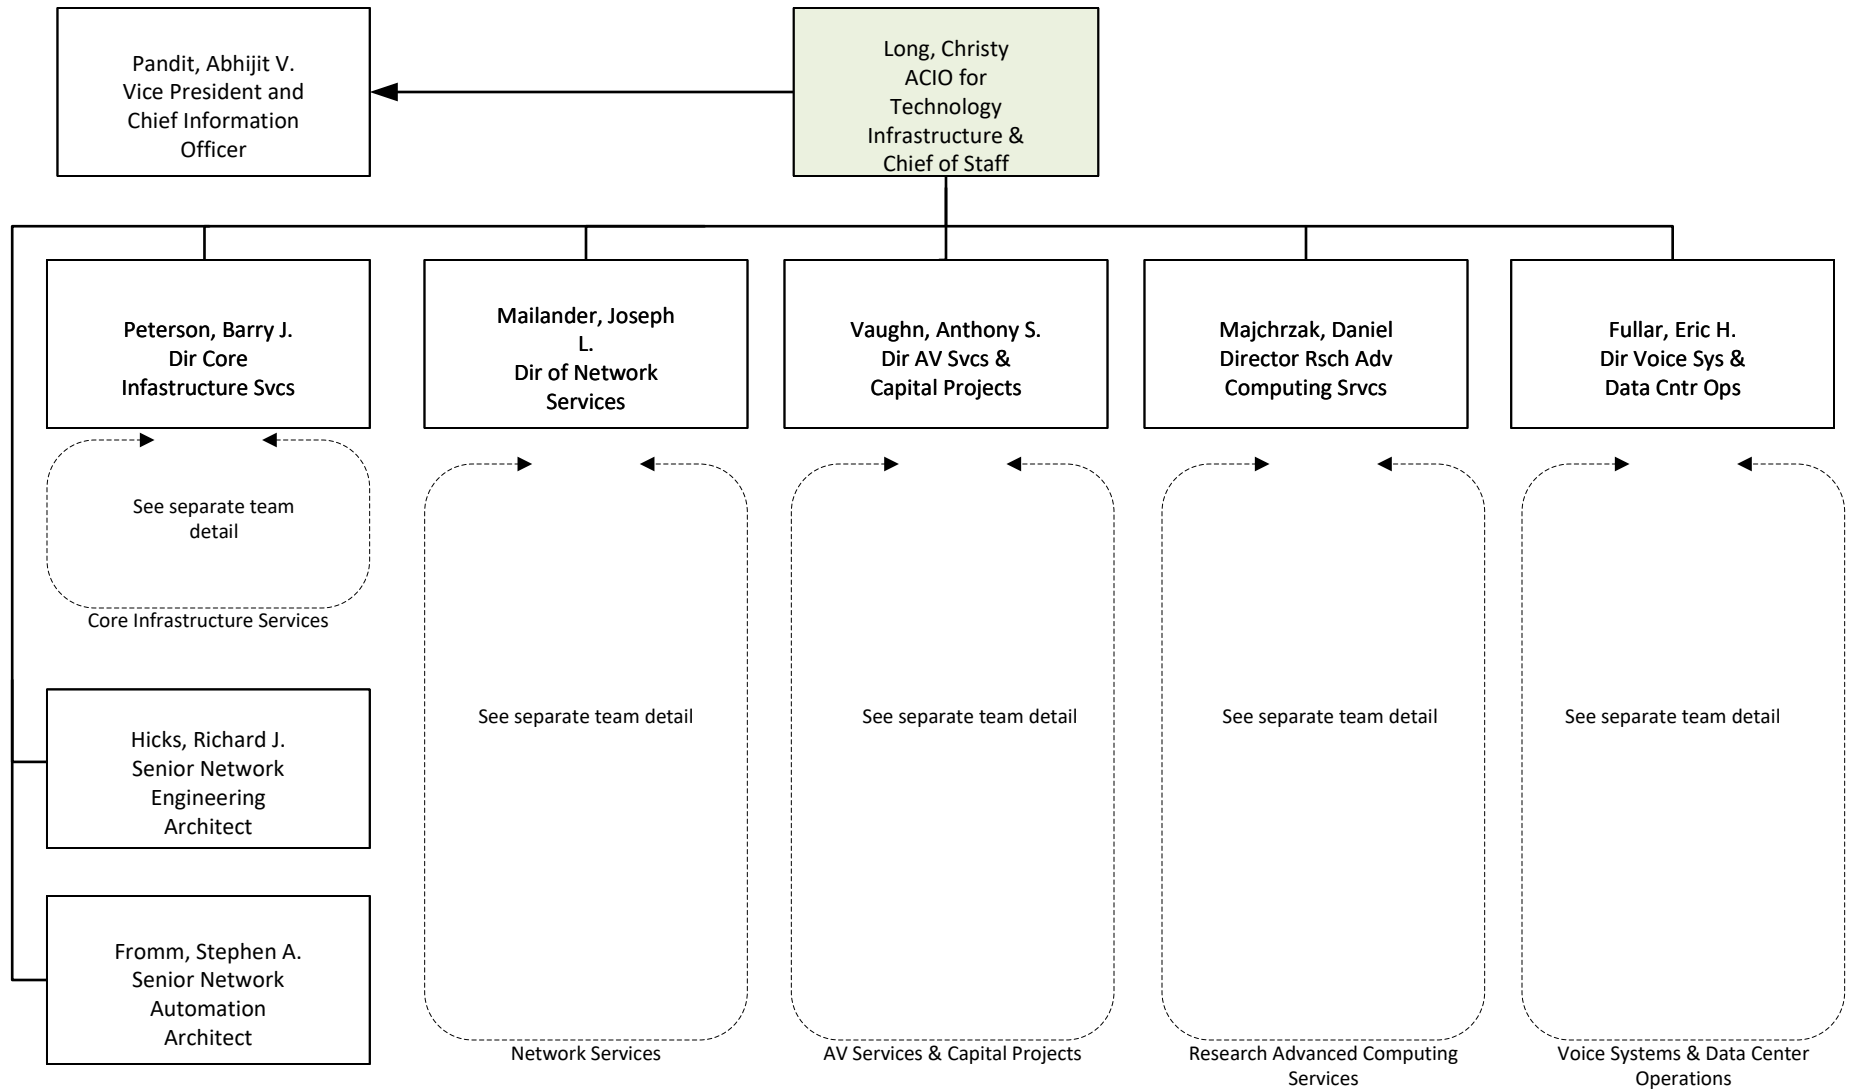 Pandit, Abhijit V.
Vice President and
Chief Information
Officer
Long, Christy
ACIO for
Technology
Infrastructure &
Chief of Staff
Peterson, Barry J.
Dir Core
Infastructure Svcs
Mailander, Joseph
L.
Dir of Network
Services
Vaughn, Anthony S.
Dir AV Svcs &
Capital Projects
Majchrzak, Daniel
Director Rsch Adv
Computing Srvcs
Fullar, Eric H.
Dir Voice Sys &
Data Cntr Ops
See separate team
detail
Core Infrastructure Services
Hicks, Richard J.
Senior Network
Engineering
Architect
Fromm, Stephen A.
Senior Network
Automation
Architect
See separate team detail
Network Services
See separate team detail
AV Services & Capital Projects
See separate team detail
Research Advanced Computing
Services
See separate team detail
Voice Systems & Data Center
Operations